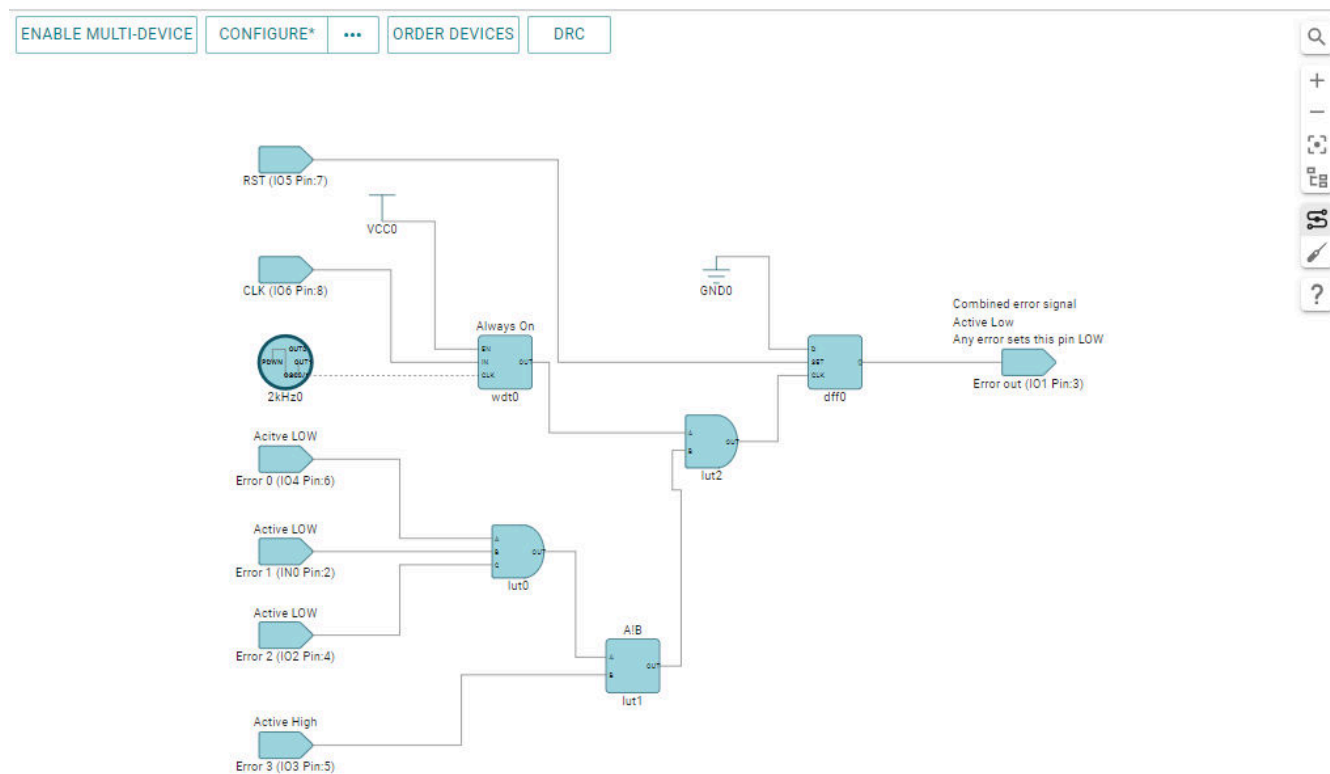 ENABLE MULTI-DEVICE
CONFIGURE*
•••
ORDER DEVICES
DRC
RST (IO5 Pin:7)
VCC0
CLK (IO6 Pin:8)
GND0
Combined error signal
Active Low
Any error sets this pin LOW
Always On
EN
IN
CLK
OUT
wdt0
D
SET
CLK
Q
dff0
Error out (IO1 Pin:3)
PDWN
2kHz0
A
B
OUT
lut2
Acitve LOW
Error 0 (IO4 Pin:6)
Active LOW
Error 1 (IN0 Pin:2)
A
B
C
OUT
lut0
Active LOW
Error 2 (IO2 Pin:4)
A!B
A
B
OUT
lut1
Active High
Error 3 (IO3 Pin:5)